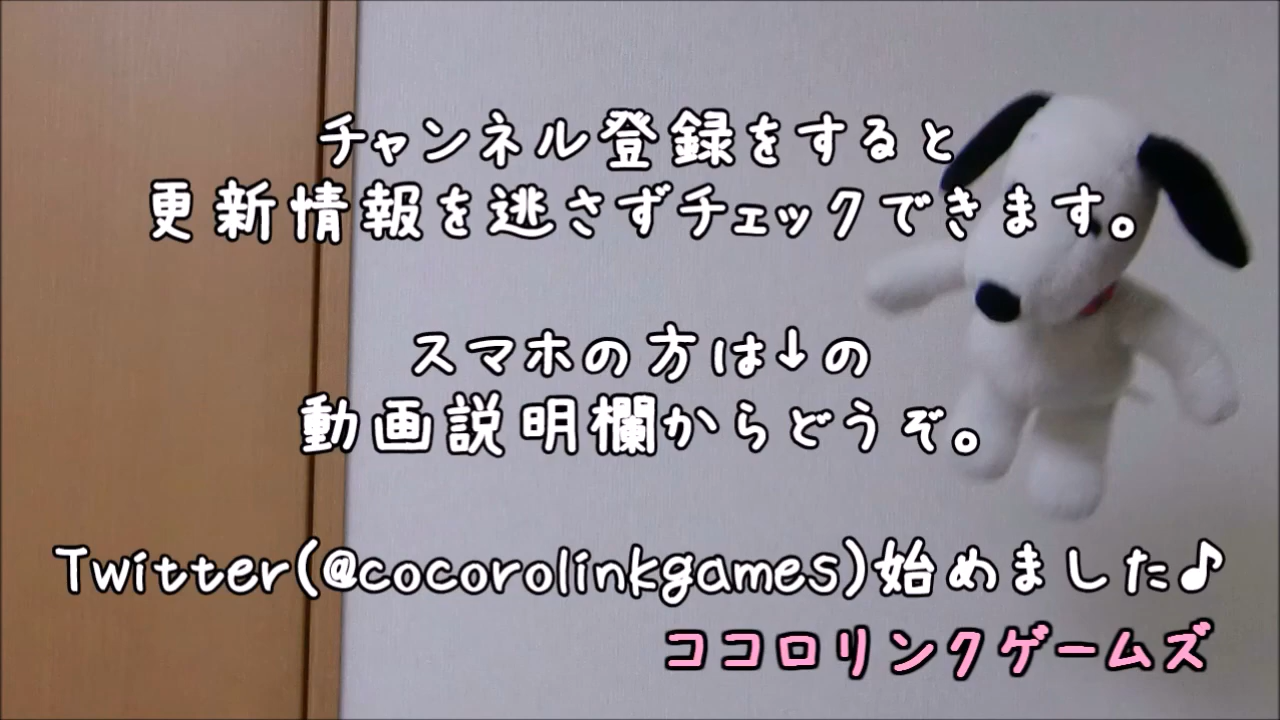 チャンネル登録をすると
更新情報を逃さずチェックできます。
スマホの方は↓の
動画説明欄からどうぞ。
Twitter(@cocorolinkgames)始めました♪
ココロリンクゲームズ